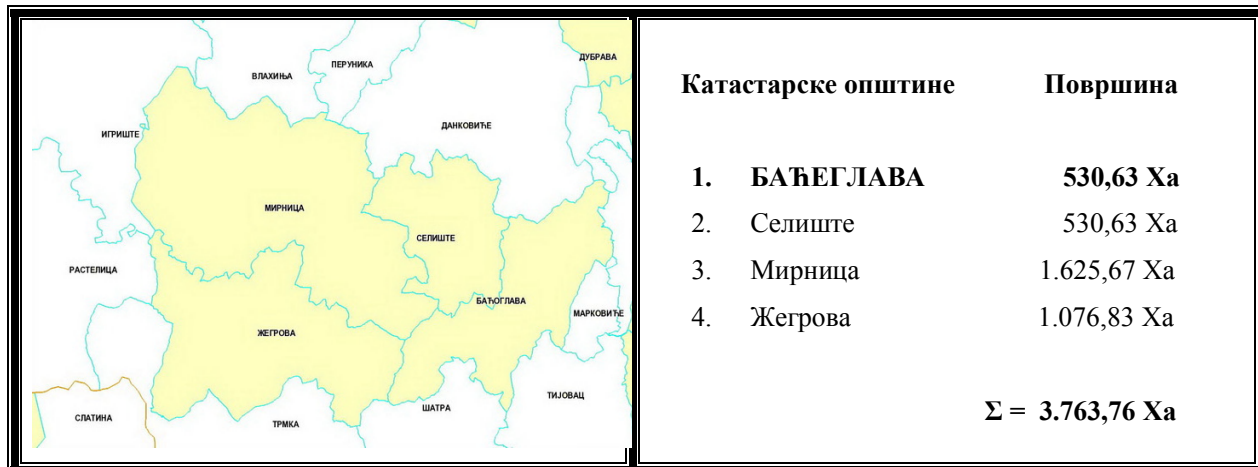 ДУБРАВА
ПЕРУНИКА
ВЛАХИЊА
ДАНКОВИЋЕ
ИГРИШТЕ
МИРНИЦА
СЕЛИШТЕ
РАСТЕЛИЦА
БАЋОГЛАВА
МАРКОВИЋЕ
ЖЕГРОВА
ТИЈОВАЦ
ШАТРА
СЛАТИНА
ТРМКА
Катастарске општине Површина
1. БАЋЕГЛАВА 530,63 Ха
2. Селиште 530,63 Ха
3. Мирница 1.625,67 Ха
4. Жегрова 1.076,83 Ха
Σ = 3.763,76 Ха